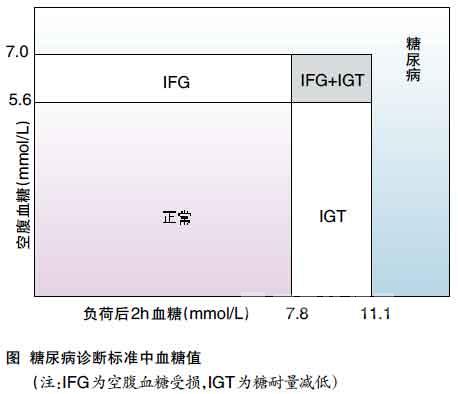 糖尿病
7.0
IFG
IFG+IGT
5.6
空腹血糖(mmol/L)
正常
IGT
负荷后2h血糖(mmol/L)
7.8
11.1
图 糖尿病诊断标准中血糖值
(注:IFG为空腹血糖受损,IGT为糖耐量减低)